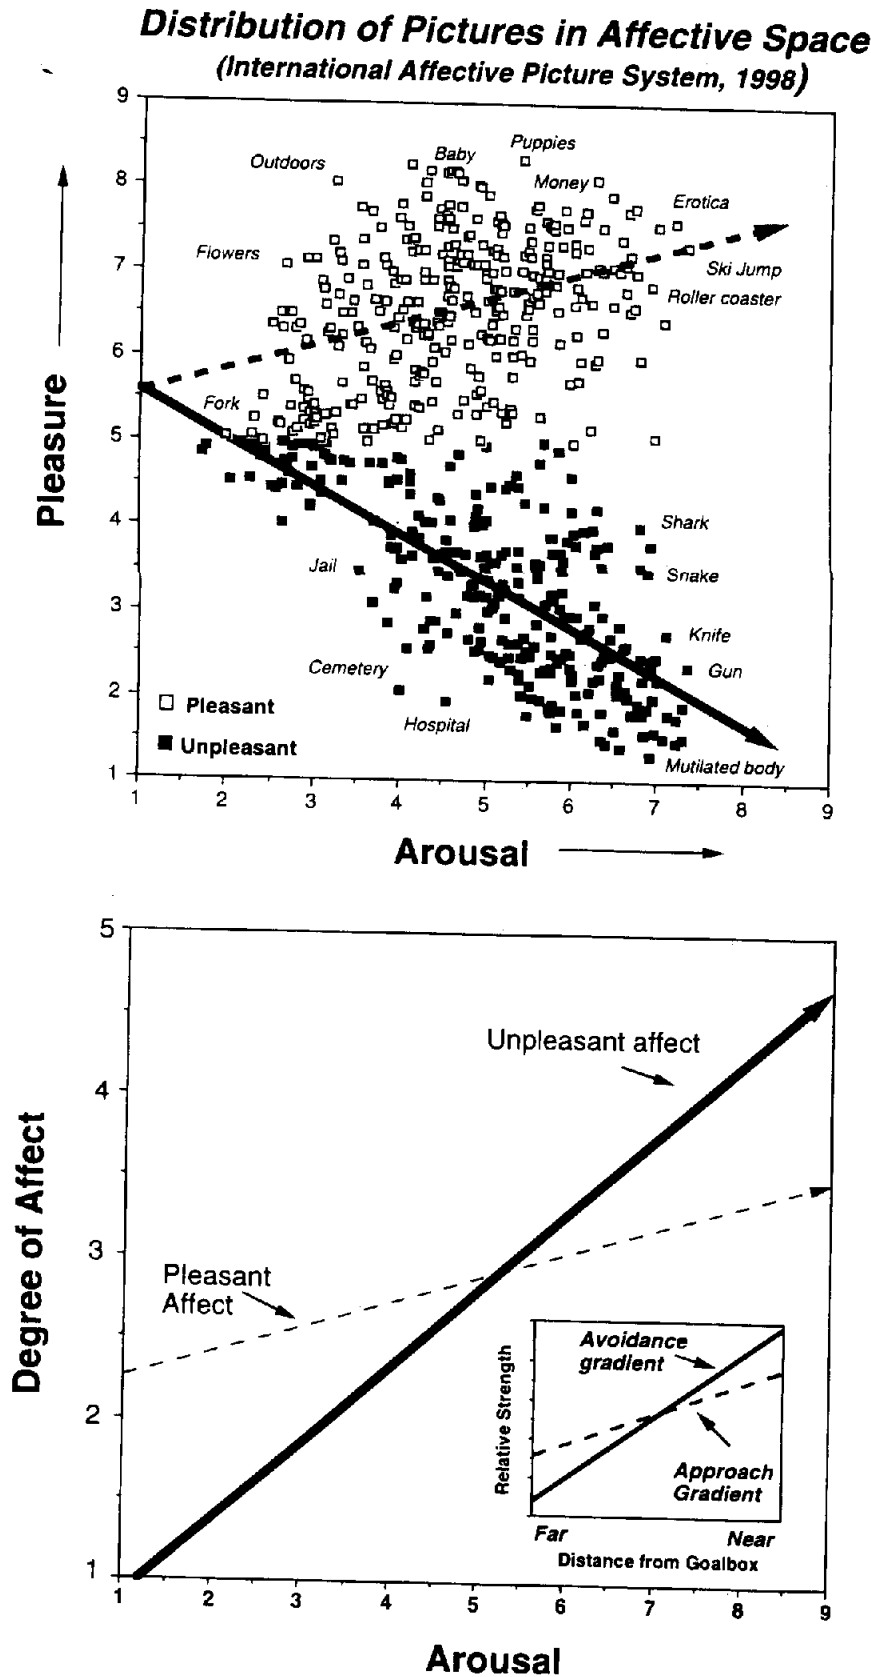 Distribution of Pictures in Affective Space
(International Affective Picture System, 1998)
9
8
7
6
5
4
3
2
1
Pleasure
Outdoors
Baby
Puppies
Money
Erotica
Flowers
Ski Jump
Roller coaster
Fork
Shark
Jail
Snake
Knife
Cemetery
Gun
Hospital
Mutilated body
Pleasant
Unpleasant
1 2 3 4 5 6 7 8 9
Arousal
5
4
3
2
1
Degree of Affect
Unpleasant affect
Pleasant
Affect
Avoidance
gradient
Relative Strength
Approach
Gradient
Far Near
Distance from Goalbox
1 2 3 4 5 6 7 8 9
Arousal